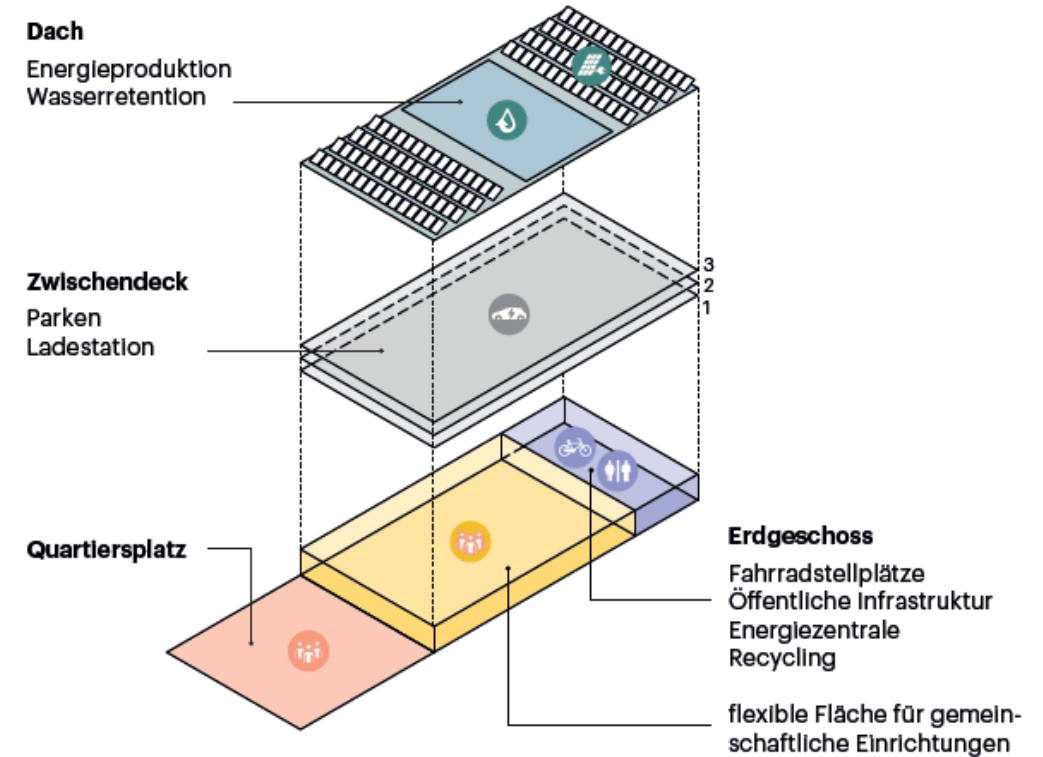 Dach
Energieproduktion
Wasserretention
Zwischendeck
Parken
Ladestation
3
2
1
Quartiersplatz
Erdgeschoss
Fahrradstellplätze
Öffentliche Infrastruktur
Energiezentrale
Recycling
flexible Fläche für gemein-
schaftliche Einrichtungen